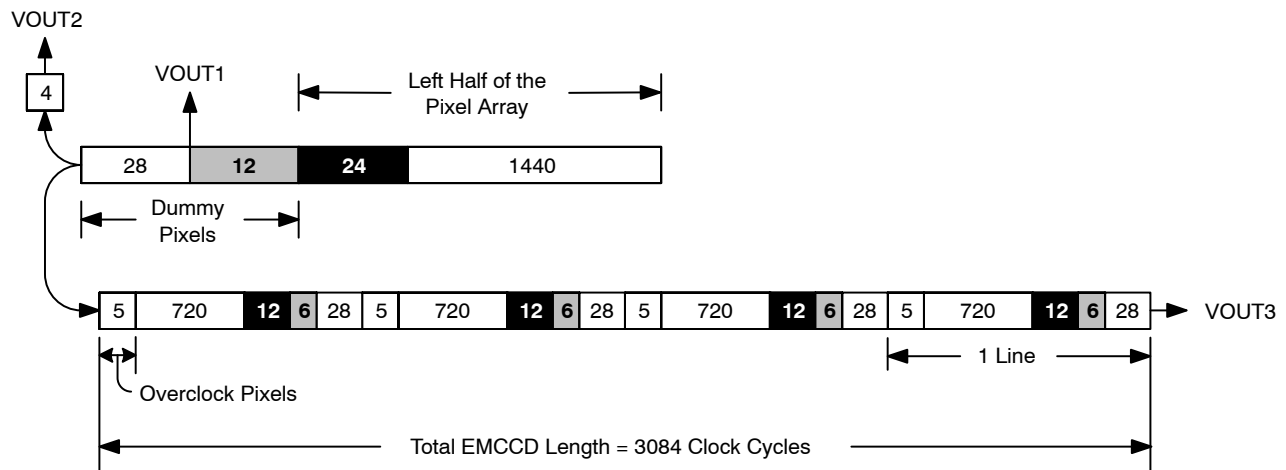 VOUT2
4
VOUT1
Left Half of the
Pixel Array
28 12 24 1440
Dummy
Pixels
5 720 12 6 28 5 720 12 6 28 5 720 12 6 28 5 720 12 6 28
VOUT3
1 Line
Overclock Pixels
Total EMCCD Length = 3084 Clock Cycles